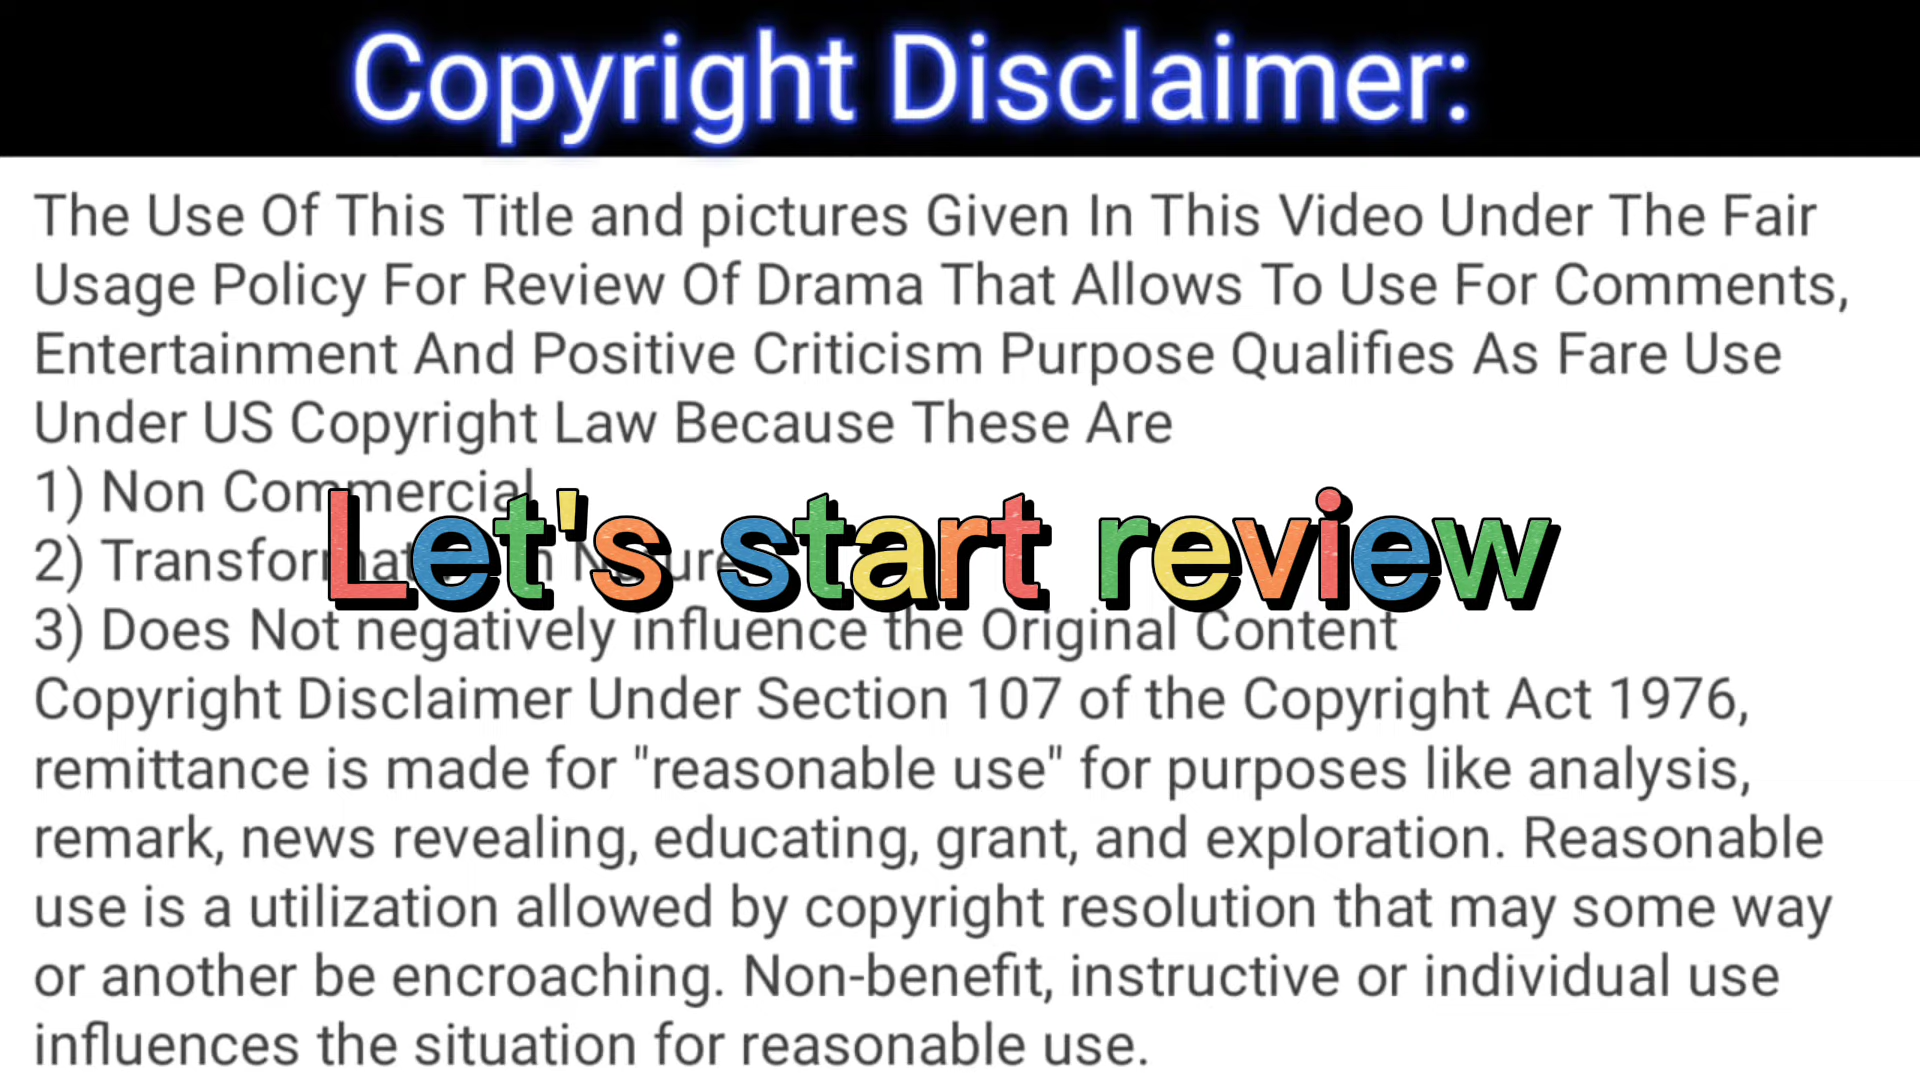 Copyright Disclaimer:
The Use Of This Title and pictures Given In This Video Under The Fair
Usage Policy For Review Of Drama That Allows To Use For Comments,
Entertainment And Positive Criticism Purpose Qualifies As Fare Use
Under US Copyright Law Because These Are
1) Non Commercial
2)
Let's start review
3) Does Not negatively influence the Original Content
Copyright Disclaimer Under Section 107 of the Copyright Act 1976,
remittance is made for "reasonable use" for purposes like analysis,
remark, news revealing, educating, grant, and exploration. Reasonable
use is a utilization allowed by copyright resolution that may some way
or another be encroaching. Non-benefit, instructive or individual use
influences the situation for reasonable use.